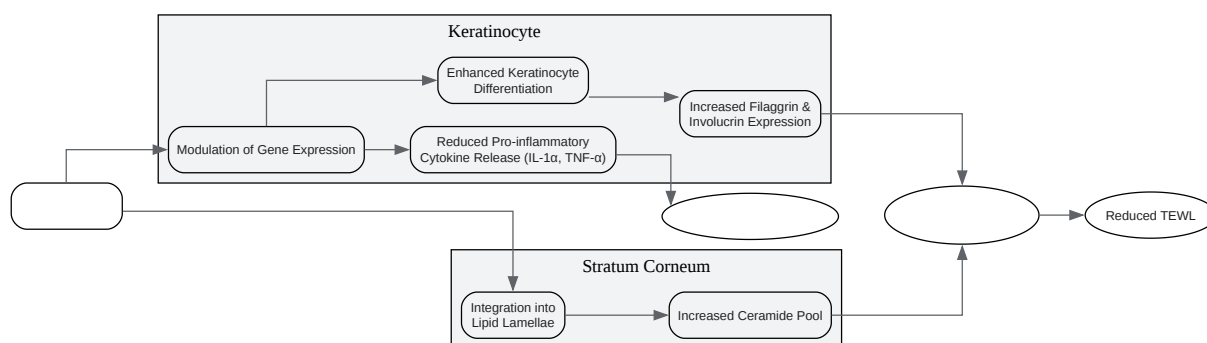 Keratinocyte
Enhanced Keratinocyte
Differentiation
Increased Filaggrin &
Involucrin Expression
Modulation of Gene Expression
Reduced Pro-inflammatory
Cytokine Release (IL-1α, TNF-α)
Reduced TEWL
Stratum Corneum
Integration into
Lipid Lamellae
Increased Ceramide Pool